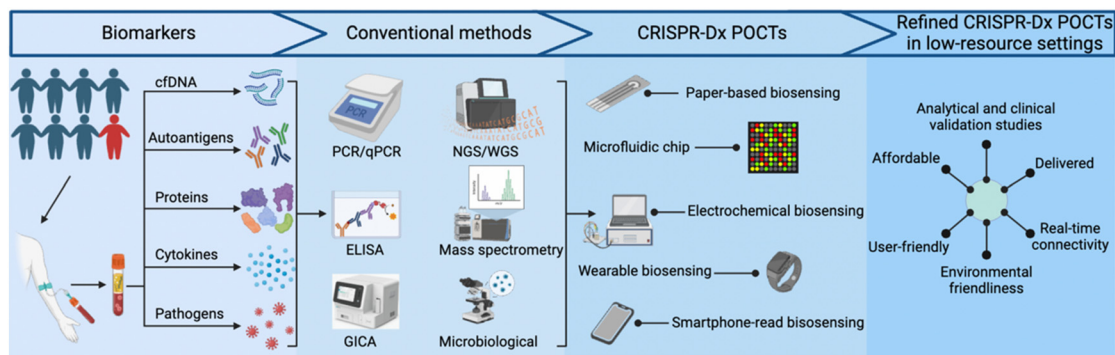 Biomarkers
Conventional methods
CRISPR-Dx POCTs
Refined CRISPR-Dx POCTs
in low-resource settings
cfDNA
Autoantigens
Proteins
Cytokines
Pathogens
PCR
PCR/qPCR
NGS/WGS
ELISA
Mass spectrometry
GICA
Microbiological
Paper-based biosensing
Microfluidic chip
Electrochemical biosensing
Wearable biosensing
Smartphone-read bisosensing
Analytical and clinical
validation studies
Affordable
Delivered
User-friendly
Real-time
connectivity
Environmental
friendliness